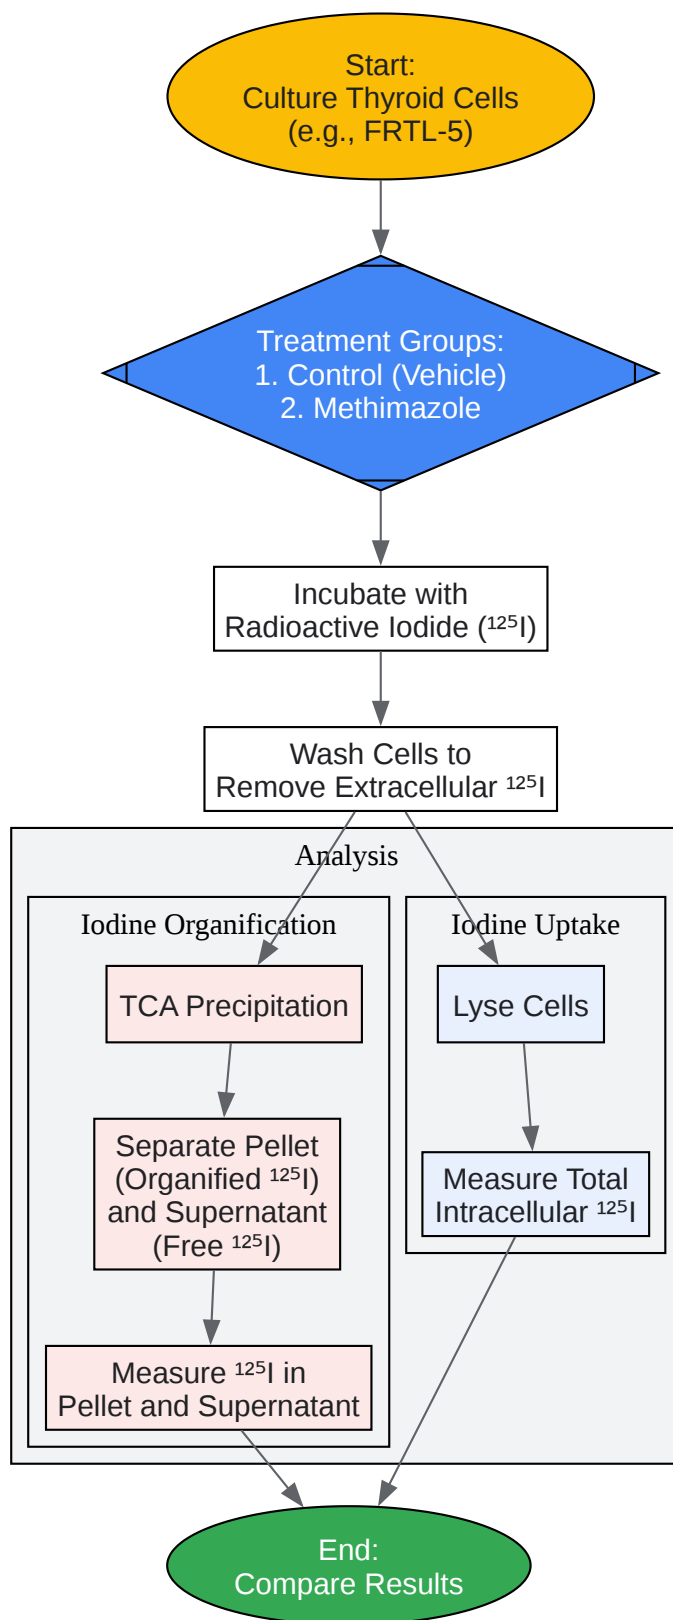 Start:
Culture Thyroid Cells
(e.g., FRTL-5)
Treatment Groups:
1. Control (Vehicle)
2. Methimazole
Incubate with
Radioactive Iodide (¹²⁵I)
Wash Cells to
Remove Extracellular ¹²⁵I
Analysis
Iodine Organification
TCA Precipitation
Separate Pellet
(Organified ¹²⁵I)
and Supernatant
(Free ¹²⁵I)
Measure ¹²⁵I in
Pellet and Supernatant
Iodine Uptake
Lyse Cells
Measure Total
Intracellular ¹²⁵I
End:
Compare Results